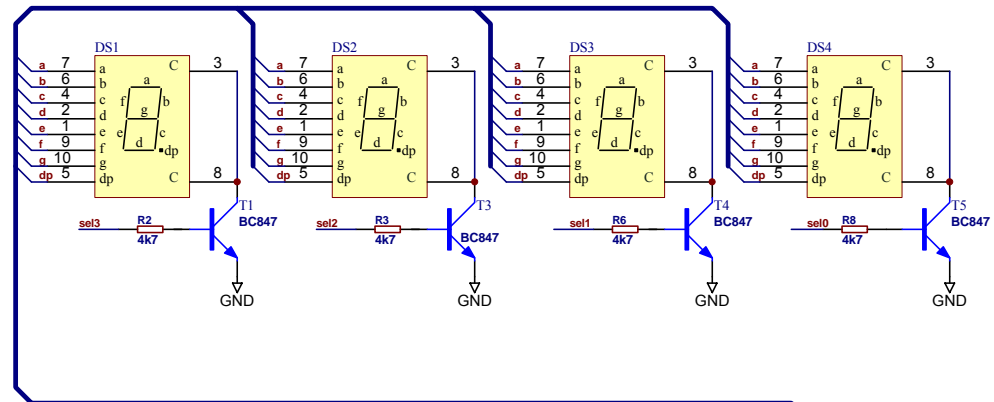 DS1 DS2 DS3 DS4
a 7 a C 3 a 7 a C 3 a 7 a C 3 a 7 a C 3
b 6 b a b 6 b a b 6 b a b 6 b a
c 4 c f b c 4 c f b c 4 c f b c 4 c f b
d 2 d g d 2 d g d 2 d g d 2 d g
e 1 e e c e 1 e e c e 1 e e c e 1 e e c
f 9 f d dp f 9 f d dp f 9 f d dp f 9 f d dp
g 10 g g 10 g g 10 g g 10 g
dp 5 dp C 8 dp 5 dp C 8 dp 5 dp C 8 dp 5 dp C 8
T1 T3 T4 T5
sel3 R2 BC847 sel2 R3 BC847 sel1 R6 BC847 sel0 R8 BC847
4k7 4k7 4k7 4k7
GND GND GND GND